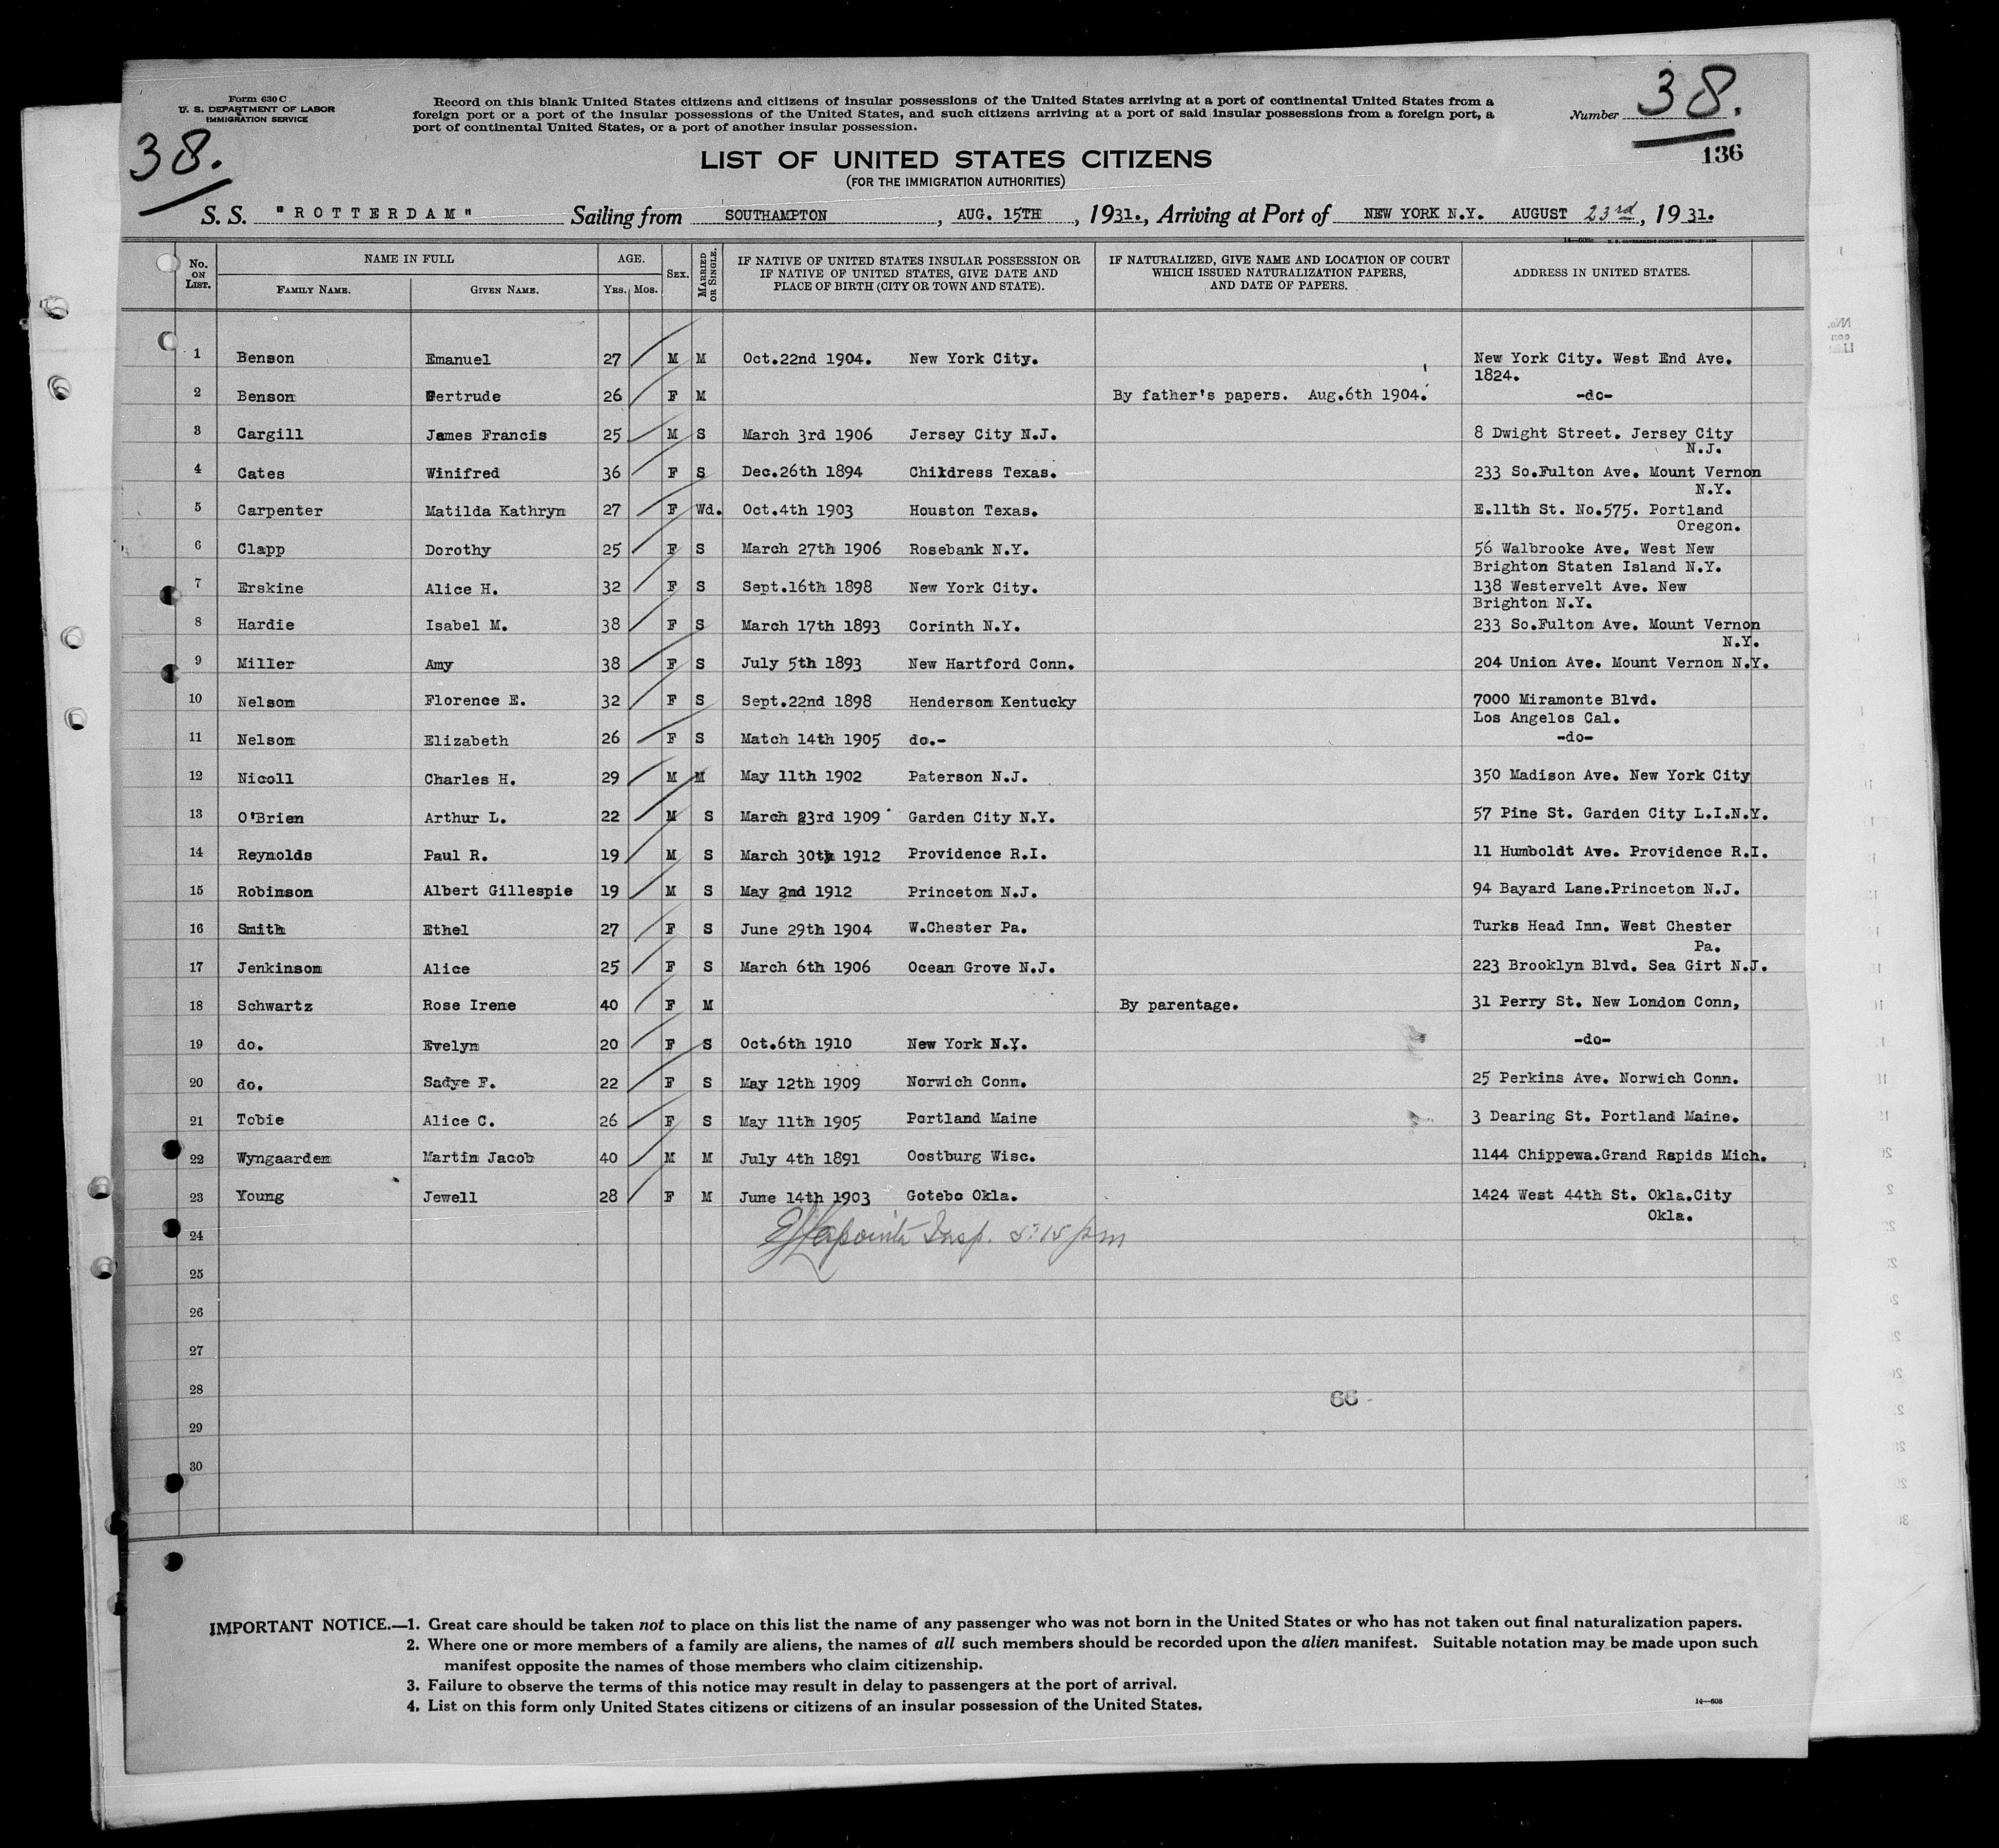 Form 630 C
U. S. DEPARTMENT OF LABOR
IMMIGRATION SERVICE
Record on this blank United States citizens and citizens of insular possessions of the United States arriving at a port of continental United States from a
foreign port or a port of the insular possessions of the United States, and such citizens arriving at a port of said insular possessions from a foreign port, a
port of continental United States, or a port of another insular possession.
Number 38.
38.
136
LIST OF UNITED STATES CITIZENS
(FOR THE IMMIGRATION AUTHORITIES)
S. S. "ROTTERDAM" Sailing from SOUTHAMPTON, AUG. 15TH, 1931., Arriving at Port of NEW YORK N.Y. AUGUST 23rd, 1931.
No. ON LIST. NAME IN FULL AGE. SEX. MARRIED OR SINGLE. IF NATIVE OF UNITED STATES INSULAR POSSESSION OR IF NATIVE OF UNITED STATES, GIVE DATE AND PLACE OF BIRTH (CITY OR TOWN AND STATE). IF NATURALIZED, GIVE NAME AND LOCATION OF COURT WHICH ISSUED NATURALIZATION PAPERS, AND DATE OF PAPERS. ADDRESS IN UNITED STATES.
FAMILY NAME. GIVEN NAME. YRS. MOS.
1 Benson Emanuel 27 M M Oct.22nd 1904. New York City. New York City. West End Ave.
1824.
2 Benson Gertrude 26 F M By father's papers. Aug.6th 1904. -do-
3 Cargill James Francis 25 M S March 3rd 1906 Jersey City N.J. 8 Dwight Street. Jersey City
N.J.
4 Cates Winifred 36 F S Dec.26th 1894 Childress Texas. 233 So.Fulton Ave. Mount Vernon
N.Y.
5 Carpenter Matilda Kathryn 27 F Wd. Oct.4th 1903 Houston Texas. E.11th St. No.575. Portland
Oregon.
6 Clapp Dorothy 25 F S March 27th 1906 Rosebank N.Y. 56 Walbrooke Ave. West New
Brighton Staten Island N.Y.
7 Erskine Alice H. 32 F S Sept.16th 1898 New York City. 138 Westervelt Ave. New
Brighton N.Y.
8 Hardie Isabel M. 38 F S March 17th 1893 Corinth N.Y. 233 So.Fulton Ave. Mount Vernon
N.Y.
9 Miller Amy 38 F S July 5th 1893 New Hartford Conn. 204 Union Ave. Mount Vernon N.Y.
10 Nelson Florence E. 32 F S Sept.22nd 1898 Henderson Kentucky 7000 Miramonte Blvd.
Los Angelos Cal.
11 Nelson Elizabeth 26 F S Match 14th 1905 do.- -do-
12 Nicoll Charles H. 29 M M May 11th 1902 Paterson N.J. 350 Madison Ave. New York City
13 O'Brien Arthur L. 22 M S March 23rd 1909 Garden City N.Y. 57 Pine St. Garden City L.I.N.Y.
14 Reynolds Paul R. 19 M S March 30th 1912 Providence R.I. 11 Humboldt Ave. Providence R.I.
15 Robinson Albert Gillespie 19 M S May 2nd 1912 Princeton N.J. 94 Bayard Lane.Princeton N.J.
16 Smith Ethel 27 F S June 29th 1904 W.Chester Pa. Turks Head Inn. West Chester
Pa.
17 Jenkinson Alice 25 F S March 6th 1906 Ocean Grove N.J. 223 Brooklyn Blvd. Sea Girt N.J.
18 Schwartz Rose Irene 40 F M By parentage. 31 Perry St. New London Conn,
19 do. Evelyn 20 F S Oct.6th 1910 New York N.Y. -do-
20 do. Sadye F. 22 F S May 12th 1909 Norwich Conn. 25 Perkins Ave. Norwich Conn.
21 Tobie Alice C. 26 F S May 11th 1905 Portland Maine 3 Dearing St. Portland Maine.
22 Wyngaarden Martin Jacob 40 M M July 4th 1891 Oostburg Wisc. 1144 Chippewa.Grand Rapids Mich.
23 Young Jewell 28 F M June 14th 1903 Gotebo Okla. 1424 West 44th St. Okla.City
Okla.
24 Lapointe Insp. 5:15 pm
25
26
27
28 66
29
30
IMPORTANT NOTICE.—1. Great care should be taken not to place on this list the name of any passenger who was not born in the United States or who has not taken out final naturalization papers.
2. Where one or more members of a family are aliens, the names of all such members should be recorded upon the alien manifest. Suitable notation may be made upon such
manifest opposite the names of those members who claim citizenship.
3. Failure to observe the terms of this notice may result in delay to passengers at the port of arrival.
4. List on this form only United States citizens or citizens of an insular possession of the United States.
14—608